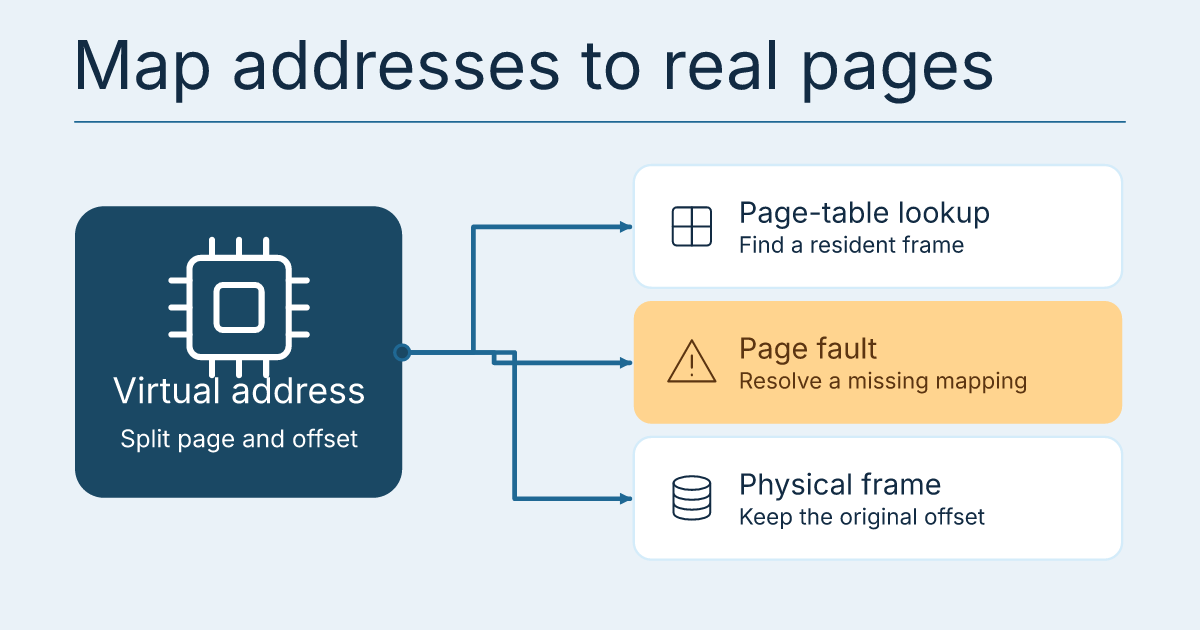 Map addresses to real pages
Virtual address
Split page and offset
Page-table lookup
Find a resident frame
Page fault
Resolve a missing mapping
Physical frame
Keep the original offset